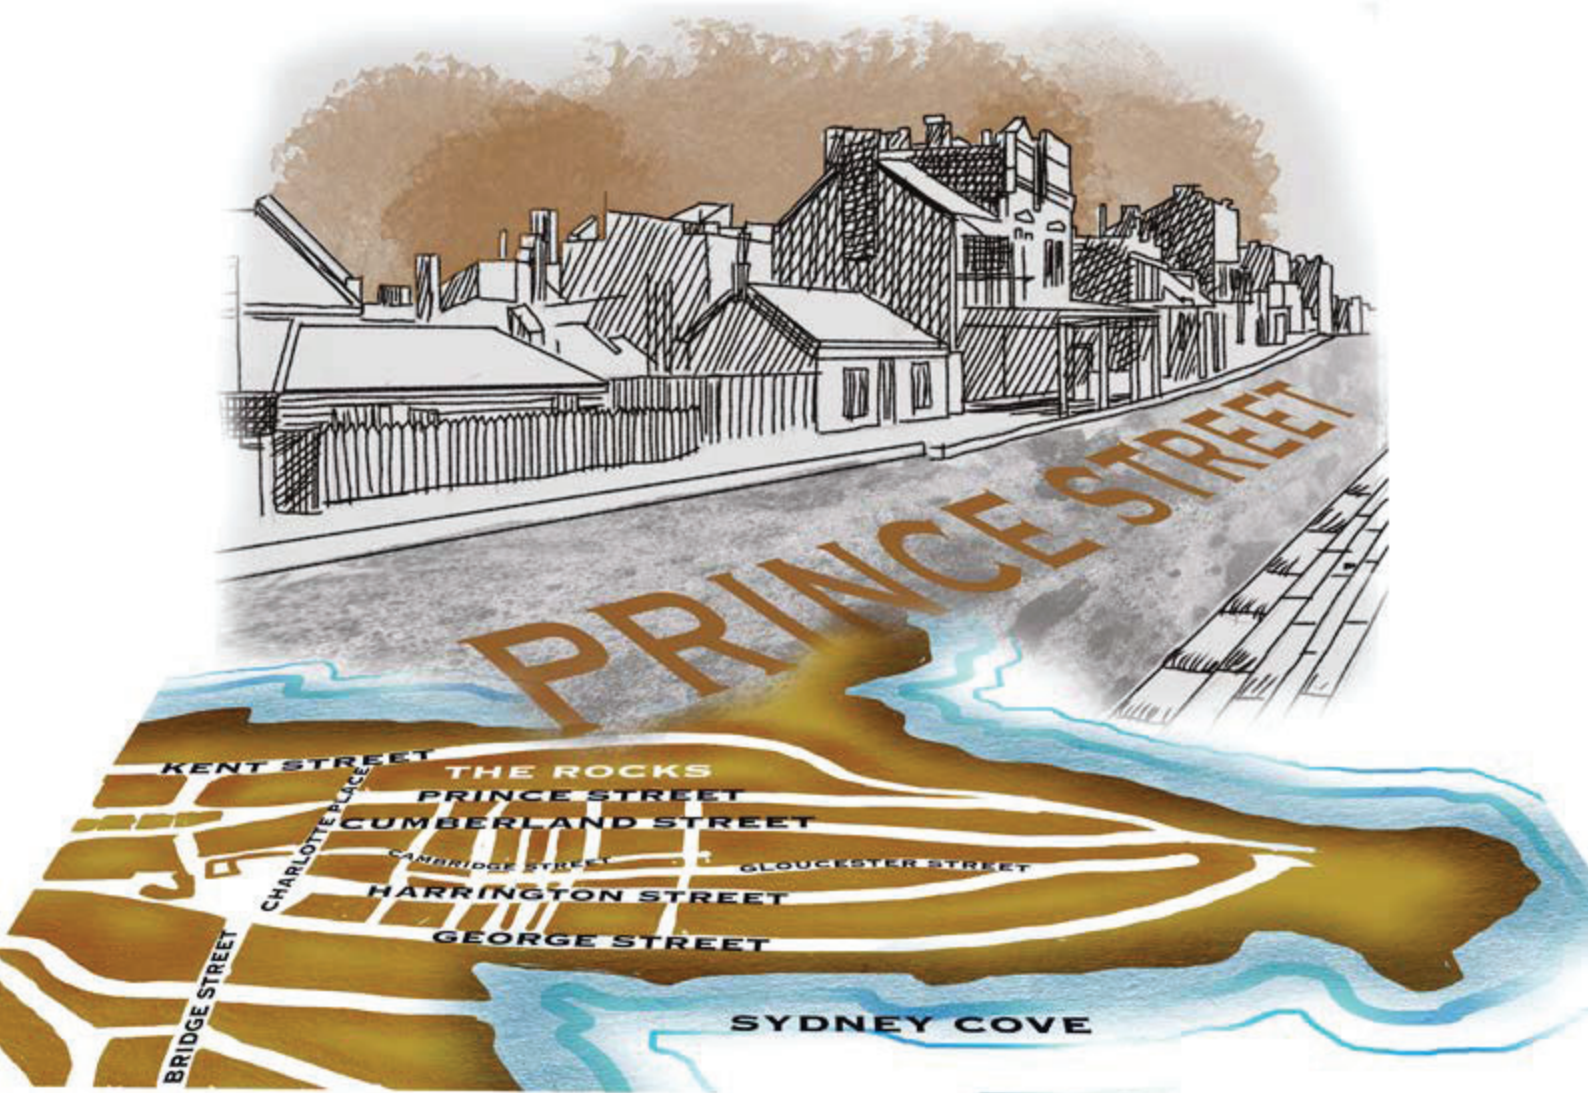 PRINCE STREET
KENT STREET
THE ROCKS
CHARLOTTE PLACE
PRINCE STREET
CUMBERLAND STREET
CAMBRIDGE STREET
GLOUCESTER STREET
HARRINGTON STREET
GEORGE STREET
BRIDGE STREET
SYDNEY COVE